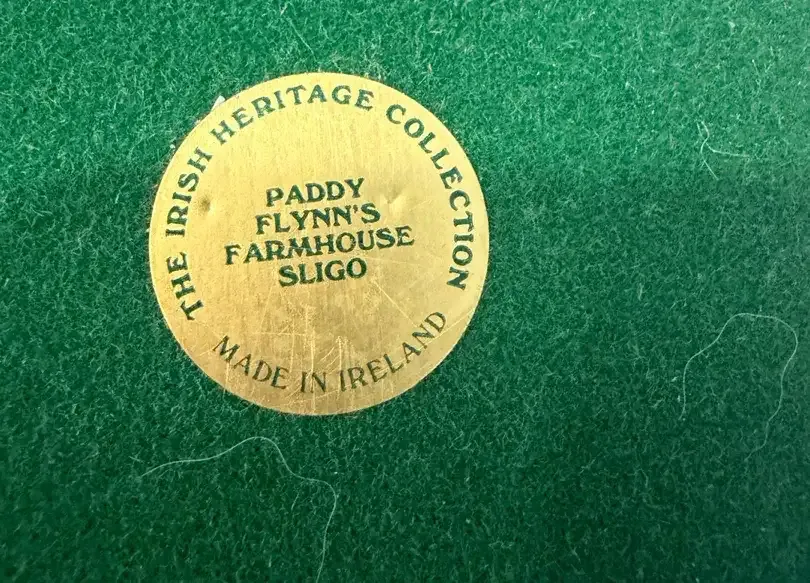 THE IRISH HERITAGE COLLECTION
PADDY
FLYNN'S
FARMHOUSE
SLIGO
MADE IN IRELAND